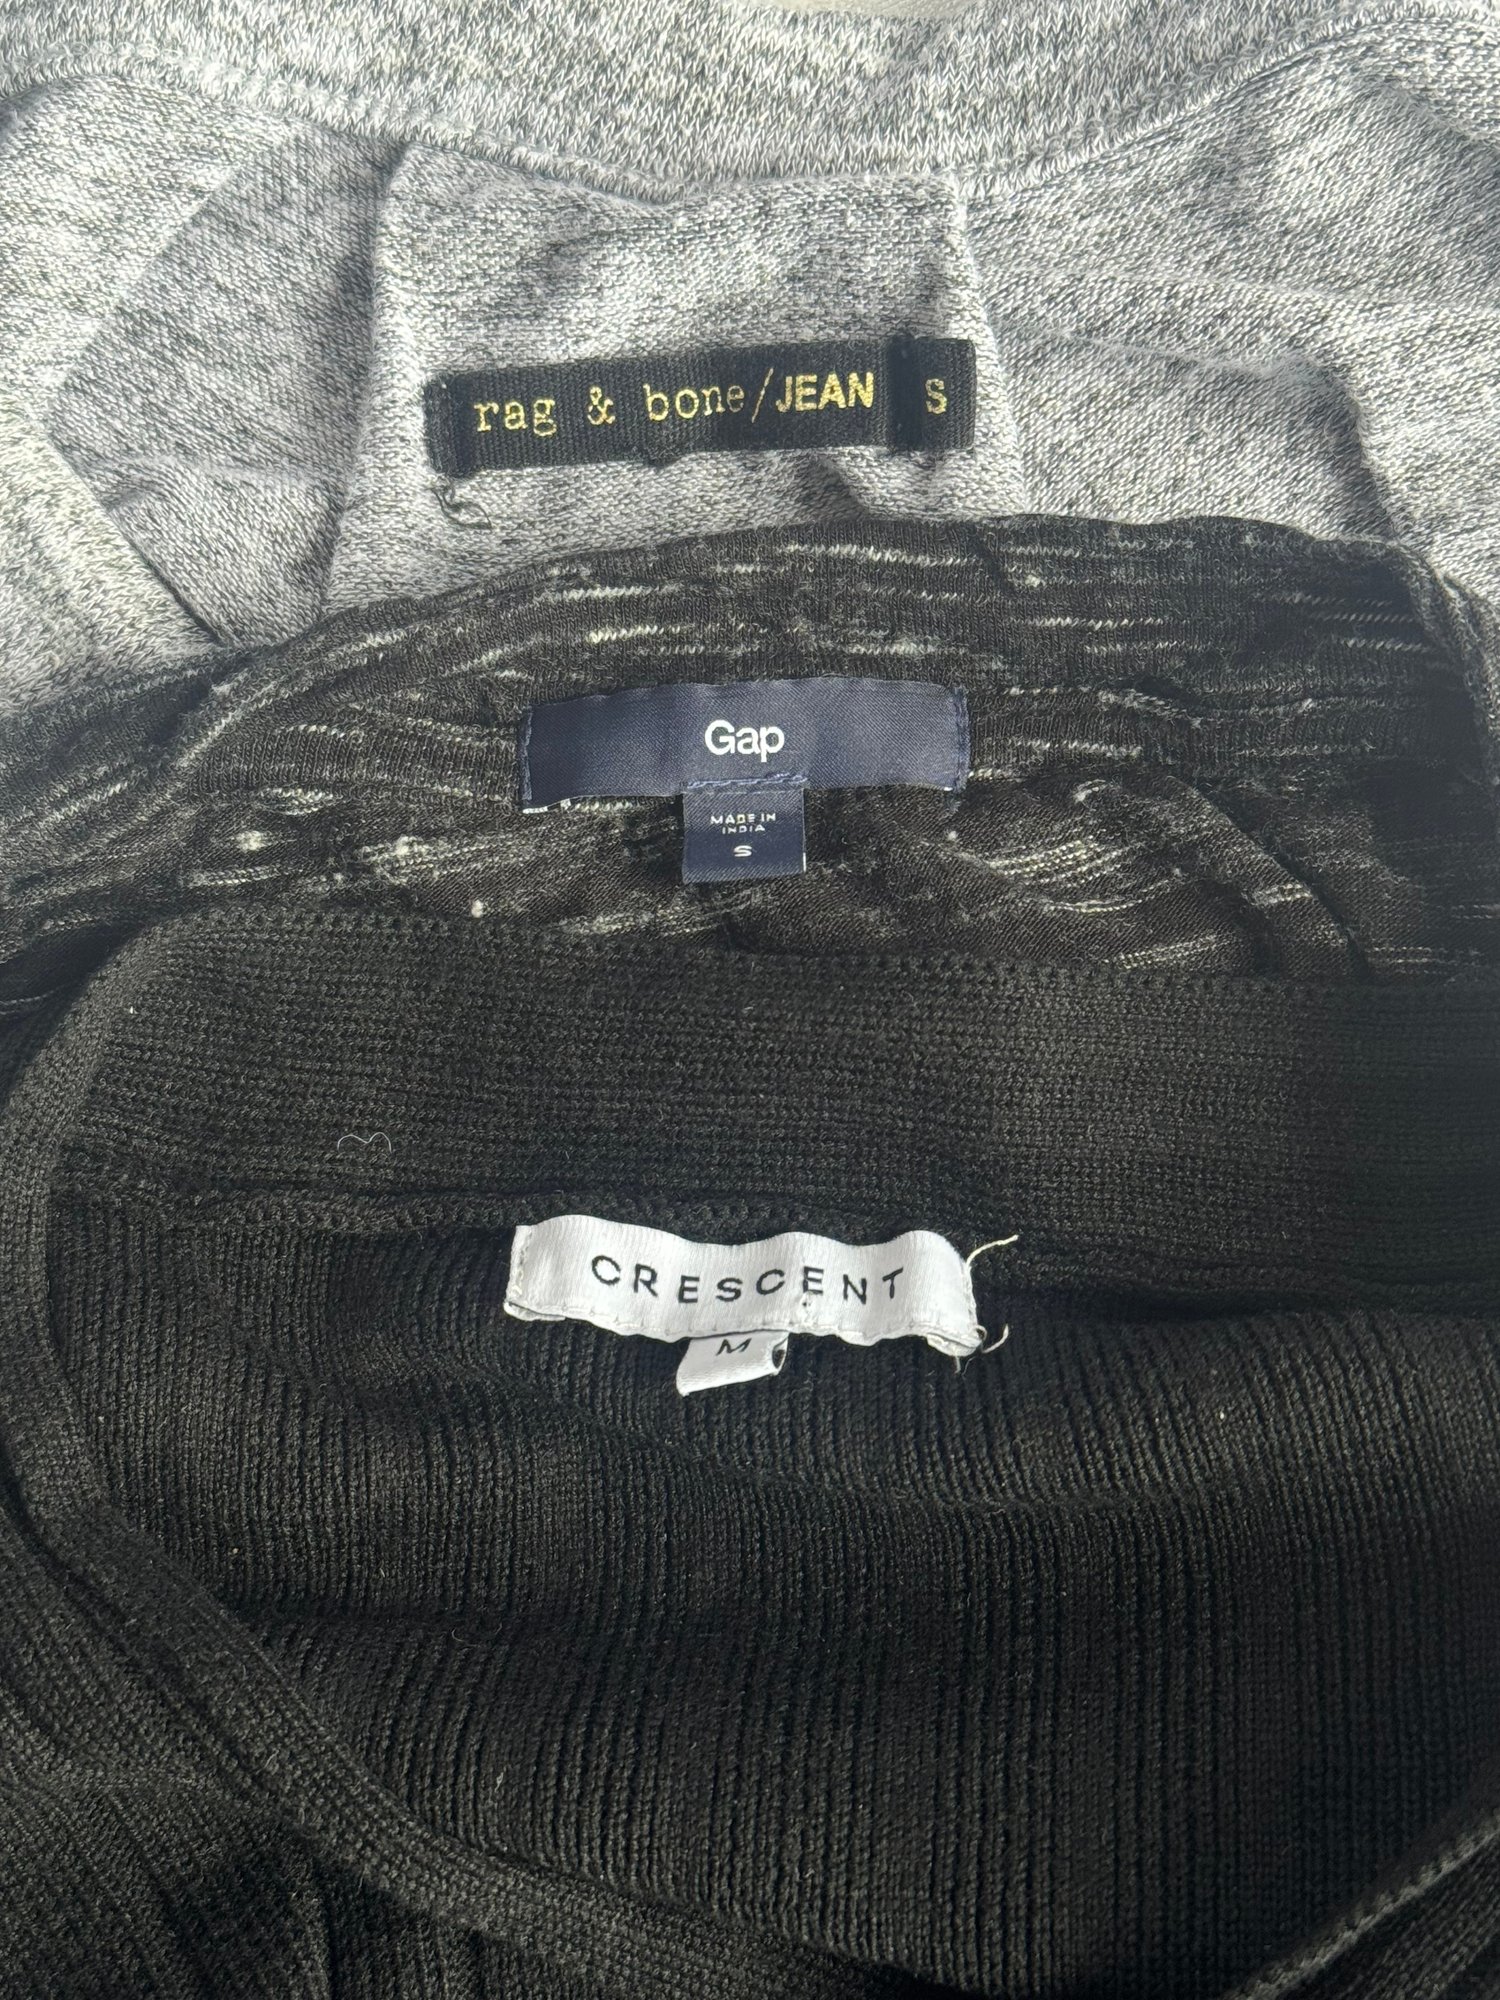 rag & bone/JEAN S
Gap
MADE IN
INDIA
S
CRESCENT
M